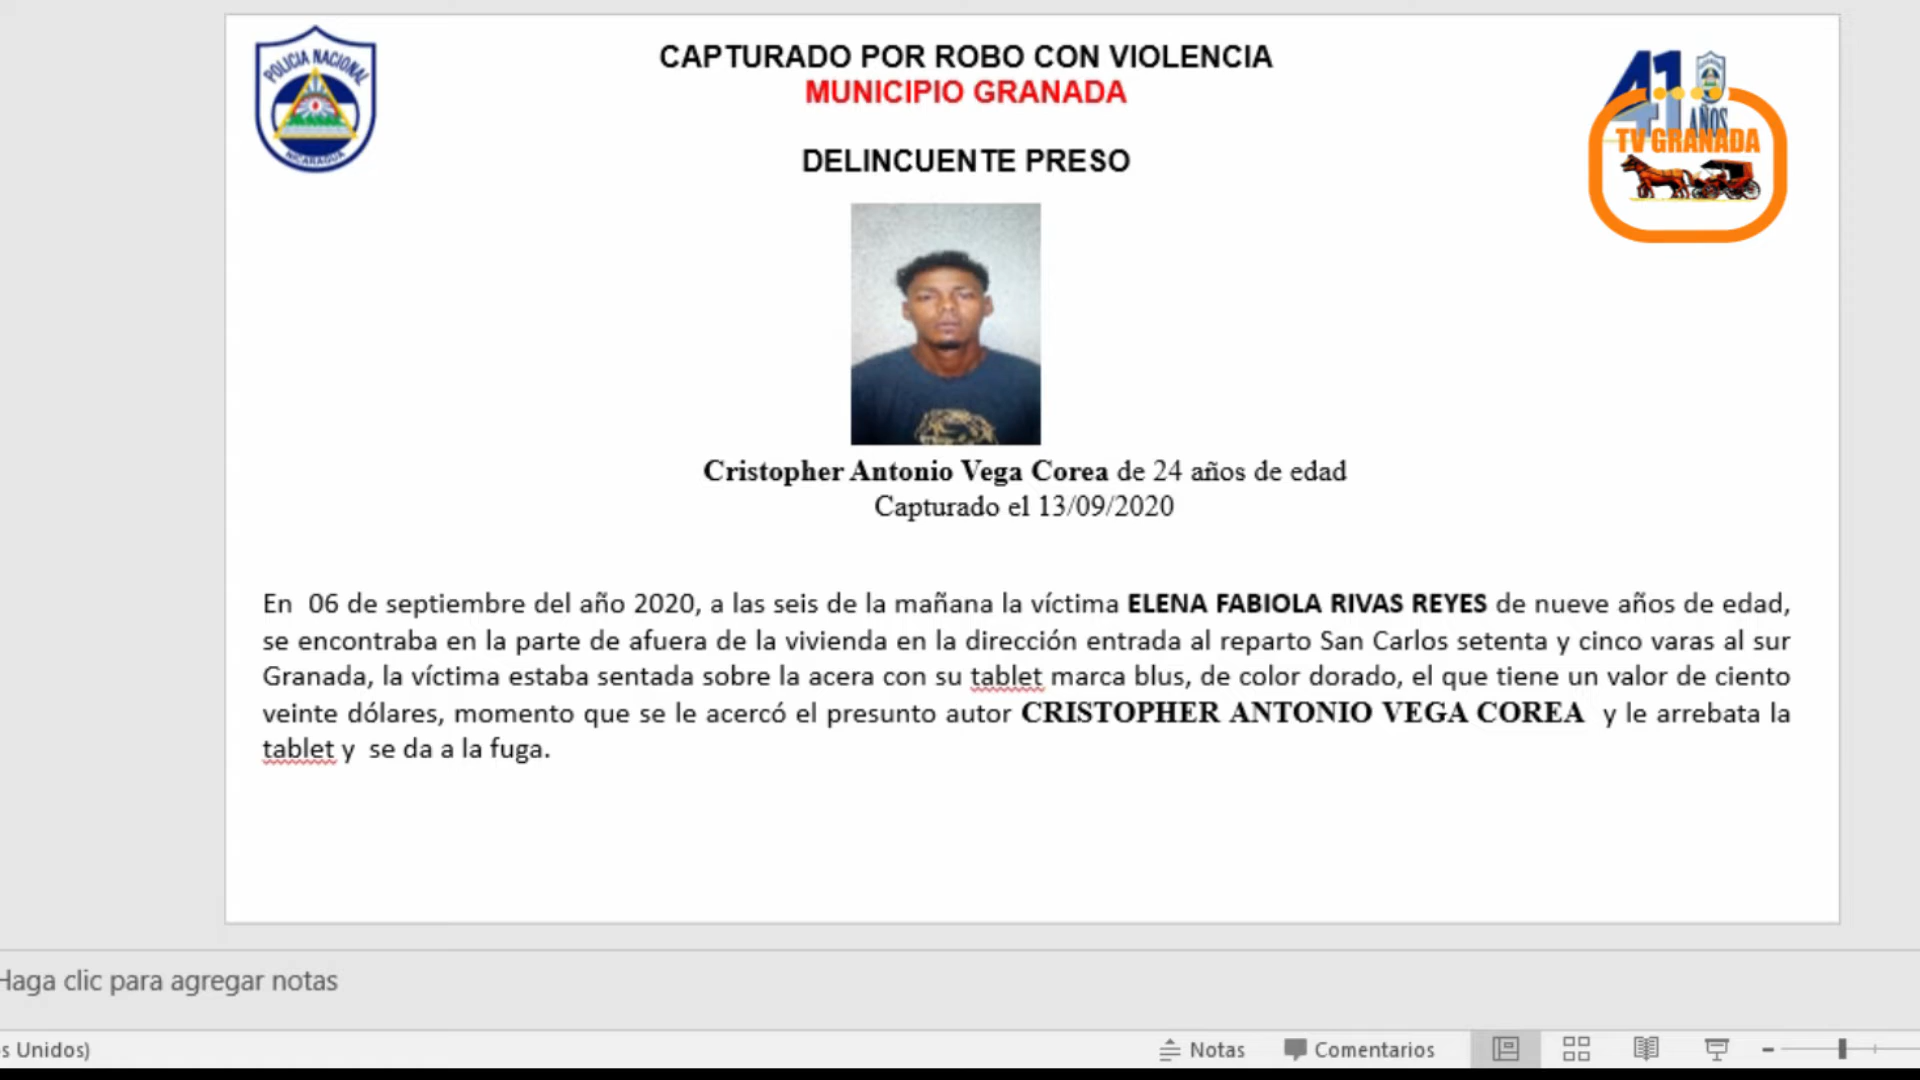 POLICIA NACIONAL
NICARAGUA
CAPTURADO POR ROBO CON VIOLENCIA
MUNICIPIO GRANADA
41 AÑOS
TV GRANADA
DELINCUENTE PRESO
Cristopher Antonio Vega Corea de 24 años de edad
Capturado el 13/09/2020
En 06 de septiembre del año 2020, a las seis de la mañana la víctima ELENA FABIOLA RIVAS REYES de nueve años de edad,
se encontraba en la parte de afuera de la vivienda en la dirección entrada al reparto San Carlos setenta y cinco varas al sur
Granada, la víctima estaba sentada sobre la acera con su tablet marca blus, de color dorado, el que tiene un valor de ciento
veinte dólares, momento que se le acercó el presunto autor CRISTOPHER ANTONIO VEGA COREA y le arrebata la
tablet y se da a la fuga.
Haga clic para agregar notas
s Unidos)
Notas
Comentarios